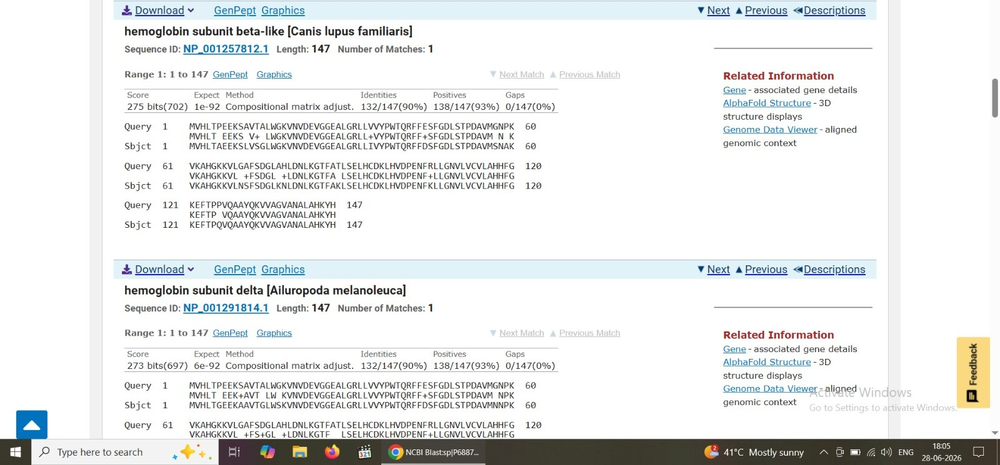 Download GenPept Graphics Next Previous Descriptions
hemoglobin subunit beta-like [Canis lupus familiaris]
Sequence ID: NP_001257812.1 Length: 147 Number of Matches: 1
Range 1: 1 to 147 GenPept Graphics Next Match Previous Match
Score Expect Method Identities Positives Gaps
275 bits(702) 1e-92 Compositional matrix adjust. 132/147(90%) 138/147(93%) 0/147(0%)
Query 1 MVHLTPEEKSAVTALWGKVNVDEVGGEALGRLLVVYPWTQRFFESFGDLSTPDAVMGNPK 60
MVHLT EEKS V+ LWGKVNVDEVGGEALGRLL+VYPWTQRFF+SFGDLSTPDAVM N K
Sbjct 1 MVHLTAEEKSLVSGLWGKVNVDEVGGEALGRLLIVYPWTQRFFDSFGDLSTPDAVMSNAK 60
Query 61 VKAHGKKVLGAFSDGLAHLDNLKGTFATLSELHCDKLHVDPENFRLLGNVLVCVLAHHFG 120
VKAHGKKVL +FSDGL +LDNLKGTFA LSELHCDKLHVDPENF+LLGNVLVCVLAHHFG
Sbjct 61 VKAHGKKVLNSFSDGLKNLDNLKGTFAKLSELHCDKLHVDPENFKLLGNVLVCVLAHHFG 120
Query 121 KEFTPPVQAAYQKVVAGVANALAHKYH 147
KEFTP VQAAYQKVVAGVANALAHKYH
Sbjct 121 KEFTPQVQAAYQKVVAGVANALAHKYH 147
Related Information
Gene - associated gene details
AlphaFold Structure - 3D
structure displays
Genome Data Viewer - aligned
genomic context
Download GenPept Graphics Next Previous Descriptions
hemoglobin subunit delta [Ailuropoda melanoleuca]
Sequence ID: NP_001291814.1 Length: 147 Number of Matches: 1
Range 1: 1 to 147 GenPept Graphics Next Match Previous Match
Score Expect Method Identities Positives Gaps
273 bits(697) 6e-92 Compositional matrix adjust. 132/147(90%) 138/147(93%) 0/147(0%)
Query 1 MVHLTPEEKSAVTALWGKVNVDEVGGEALGRLLVVYPWTQRFFESFGDLSTPDAVMGNPK 60
MVHLT EEK+AVT LW KVNVDEVGGEALGRLLVVYPWTQRFF+SFGDLSTPDAVM NPK
Sbjct 1 MVHLTGEEKAAVTGLWSKVNVDEVGGEALGRLLVVYPWTQRFFDSFGDLSTPDAVMNNPK 60
Query 61 VKAHGKKVLGAFSDGLAHLDNLKGTFATLSELHCDKLHVDPENFRLLGNVLVCVLAHHFG 120
VKAHGKKVL +FS+GL +LDNLKGTF LSELHCDKLHVDPENF+LLGNVLVCVLAHHFG
Related Information
Gene - associated gene details
AlphaFold Structure - 3D
structure displays
Genome Data Viewer - aligned
genomic context
Feedback
Activate Windows
Go to Settings to activate Windows.
Type here to search
321
NCBI Blast:sp|P6887...
2
41°C Mostly sunny
ENG
18:05
28-06-2026